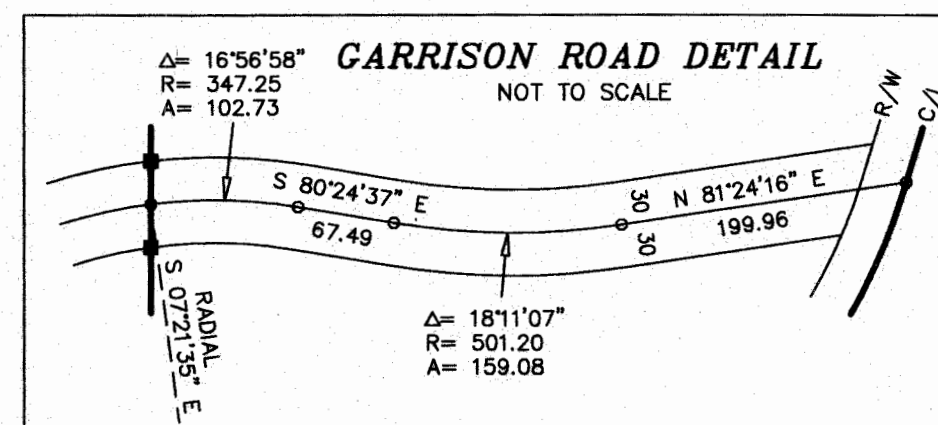 GARRISON ROAD DETAIL
NOT TO SCALE
Δ= 16°56'58"
R= 347.25
A= 102.73
R/W
C/L
S 80°24'37" E
67.49
30
30
N 81°24'16" E
199.96
RADIAL
S 07°21'35" E
Δ= 18°11'07"
R= 501.20
A= 159.08